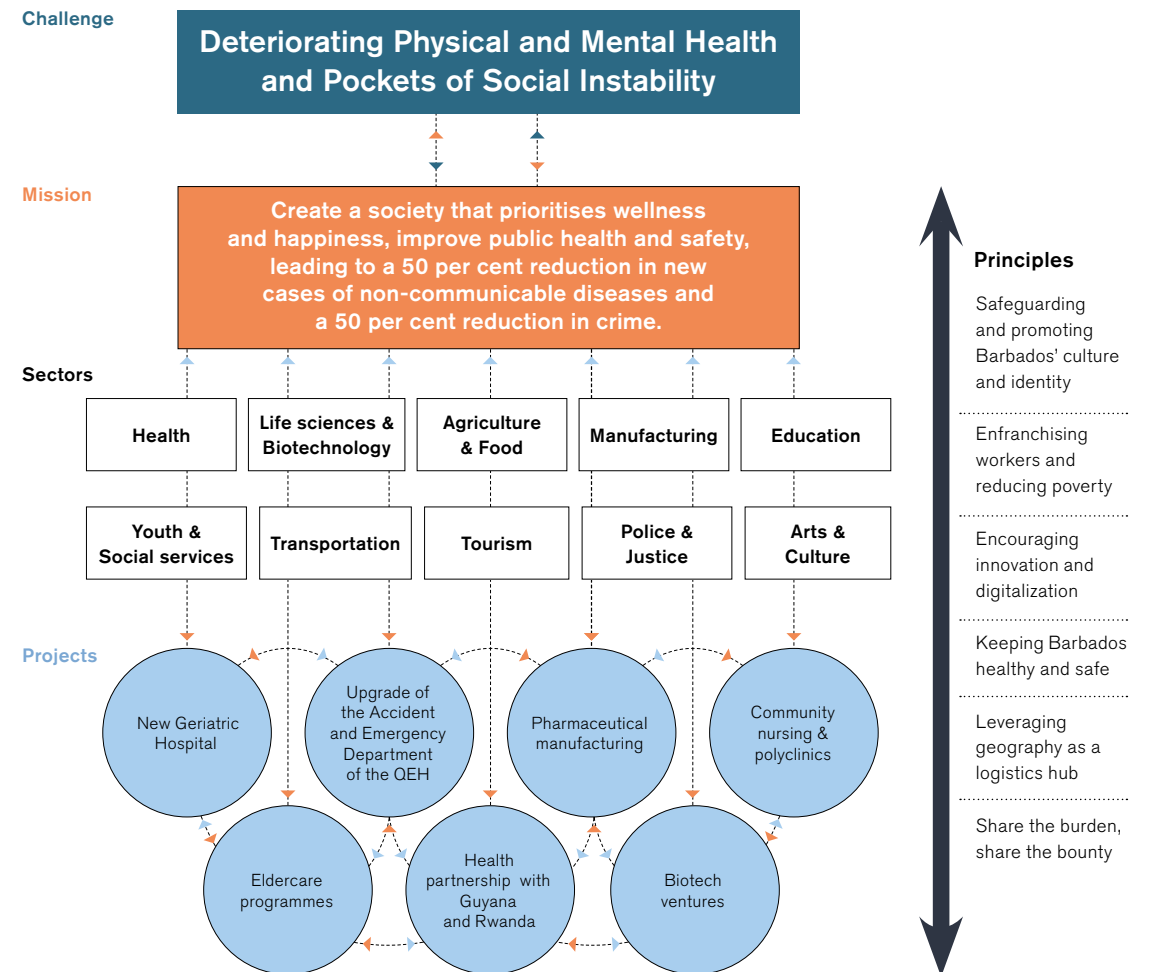 Challenge
Deteriorating Physical and Mental Health
and Pockets of Social Instability
Mission
Create a society that prioritises wellness
and happiness, improve public health and safety,
leading to a 50 per cent reduction in new
cases of non-communicable diseases and
a 50 per cent reduction in crime.
Sectors
Health
Life sciences &
Biotechnology
Agriculture
& Food
Manufacturing
Education
Youth &
Social services
Transportation
Tourism
Police &
Justice
Arts &
Culture
Projects
New Geriatric
Hospital
Upgrade of
the Accident
and Emergency
Department
of the QEH
Pharmaceutical
manufacturing
Community
nursing &
polyclinics
Eldercare
programmes
Health
partnership with
Guyana
and Rwanda
Biotech
ventures
Principles
Safeguarding
and promoting
Barbados’ culture
and identity
Enfranchising
workers and
reducing poverty
Encouraging
innovation and
digitalization
Keeping Barbados
healthy and safe
Leveraging
geography as a
logistics hub
Share the burden,
share the bounty